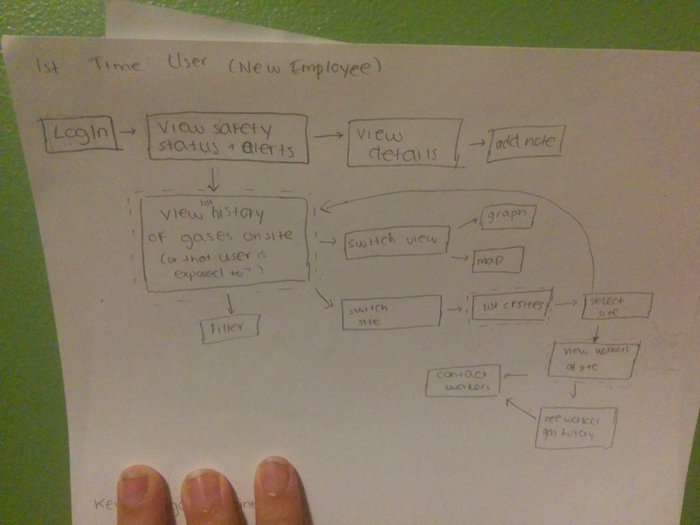 1st Time User (New Employee)
LogIn
view safety
status + alerts
view
details
add note
view list history
of gases onsite
(or that user is
exposed to?)
switch view
graph
map
filter
switch
site
list of sites
select
site
view workers
at site
contact
workers
see worker
gas history